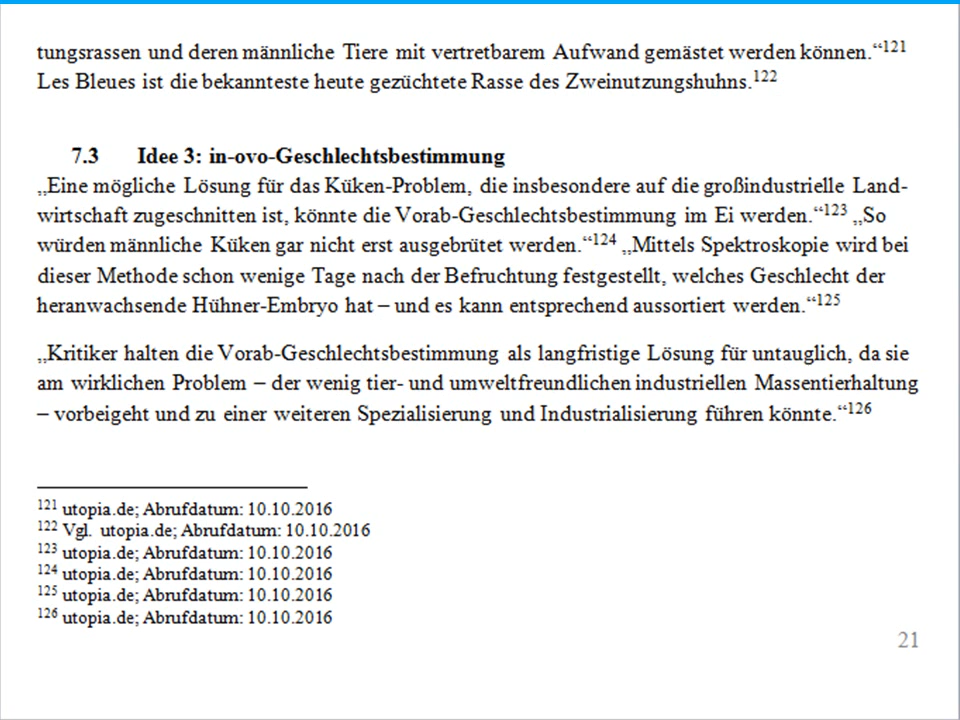 tungsrassen und deren männliche Tiere mit vertretbarem Aufwand gemästet werden können.“121
Les Bleues ist die bekannteste heute gezüchtete Rasse des Zweinutzungshuhns.122
7.3 Idee 3: in-ovo-Geschlechtsbestimmung
„Eine mögliche Lösung für das Küken-Problem, die insbesondere auf die großindustrielle Land-
wirtschaft zugeschnitten ist, könnte die Vorab-Geschlechtsbestimmung im Ei werden.“123 „So
würden männliche Küken gar nicht erst ausgebrütet werden.“124 „Mittels Spektroskopie wird bei
dieser Methode schon wenige Tage nach der Befruchtung festgestellt, welches Geschlecht der
heranwachsende Hühner-Embryo hat – und es kann entsprechend aussortiert werden.“125
„Kritiker halten die Vorab-Geschlechtsbestimmung als langfristige Lösung für untauglich, da sie
am wirklichen Problem – der wenig tier- und umweltfreundlichen industriellen Massentierhaltung
– vorbeigeht und zu einer weiteren Spezialisierung und Industrialisierung führen könnte.“126
121 utopia.de; Abrufdatum: 10.10.2016
122 Vgl. utopia.de; Abrufdatum: 10.10.2016
123 utopia.de; Abrufdatum: 10.10.2016
124 utopia.de; Abrufdatum: 10.10.2016
125 utopia.de; Abrufdatum: 10.10.2016
126 utopia.de; Abrufdatum: 10.10.2016
21